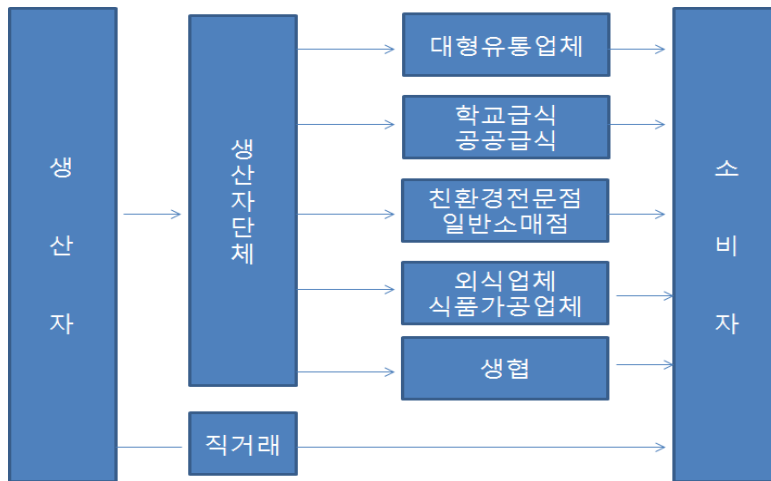 생산자
생산자단체
대형유통업체
학교급식
공공급식
친환경전문점
일반소매점
외식업체
식품가공업체
생협
직거래
소비자